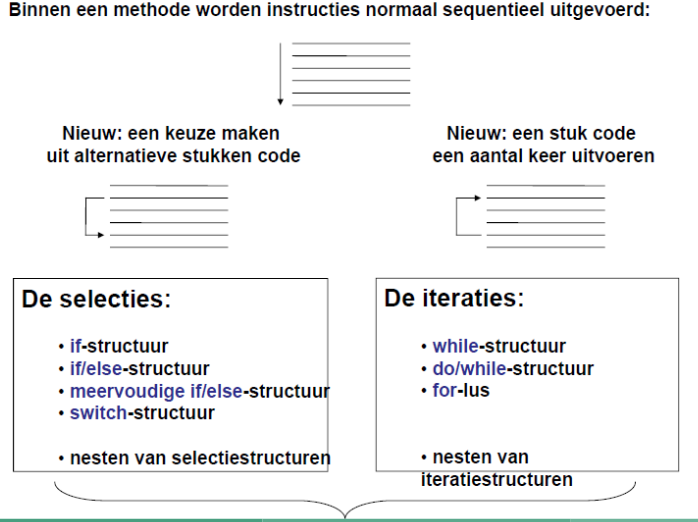 Binnen een methode worden instructies normaal sequentieel uitgevoerd:
Nieuw: een keuze maken
uit alternatieve stukken code
Nieuw: een stuk code
een aantal keer uitvoeren
De selecties:
• if-structuur
• if/else-structuur
• meervoudige if/else-structuur
• switch-structuur
• nesten van selectiestructuren
De iteraties:
• while-structuur
• do/while-structuur
• for-lus
• nesten van
iteratiestructuren